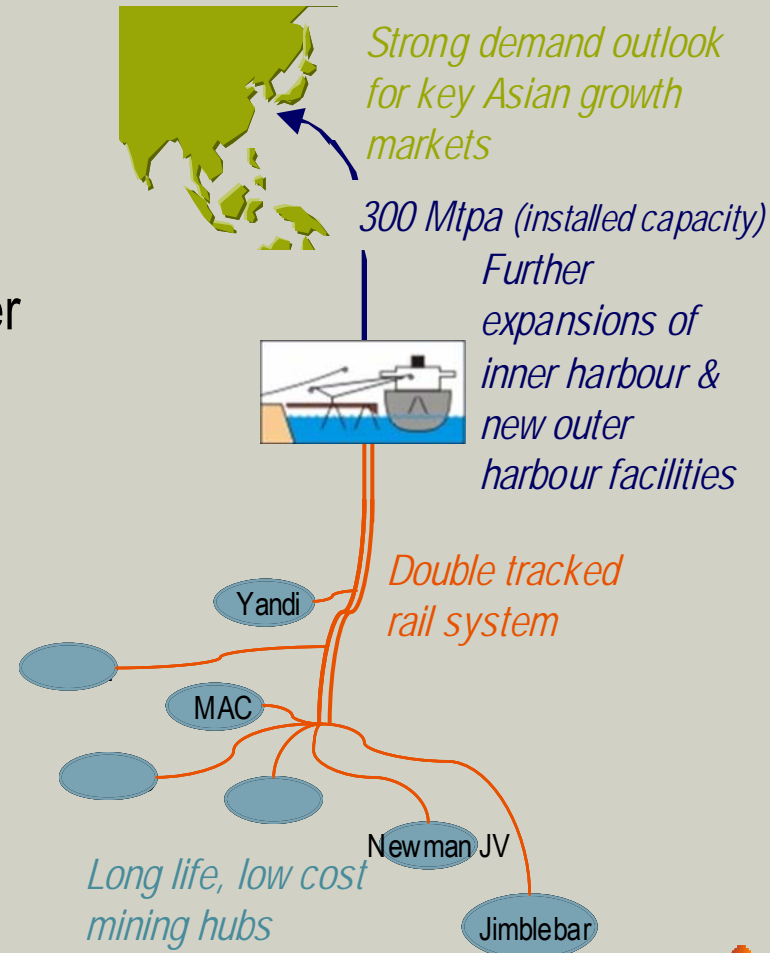 Strong demand outlook
for key Asian growth
markets
300 Mtpa (installed capacity)
Further
expansions of
inner harbour &
new outer
harbour facilities
Double tracked
rail system
Yandi
MAC
Newman JV
Long life, low cost
mining hubs
Jimblebar